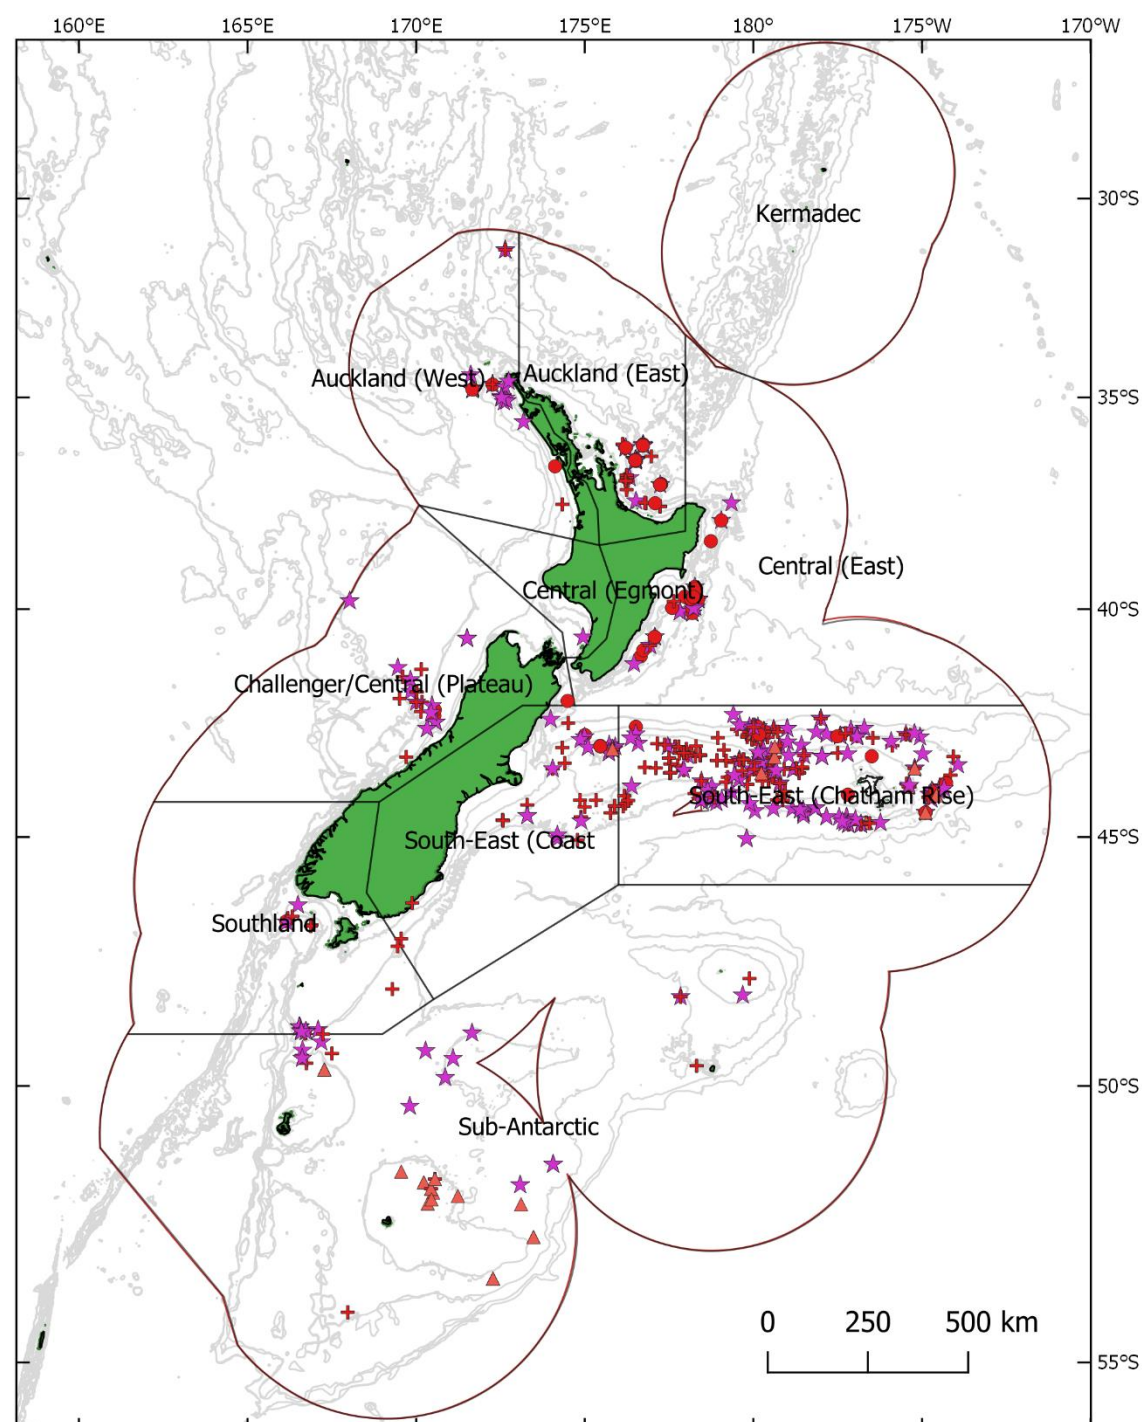 160°E 165°E 170°E 175°E 180° 175°W 170°W
30°S
Kermadec
Auckland (West)
Auckland (East)
35°S
Central (East)
Central (Egmont)
40°S
Challenger/Central (Plateau)
South-East (Chatham Rise)
South-East (Coast
45°S
Southland
50°S
Sub-Antarctic
0 250 500 km
55°S